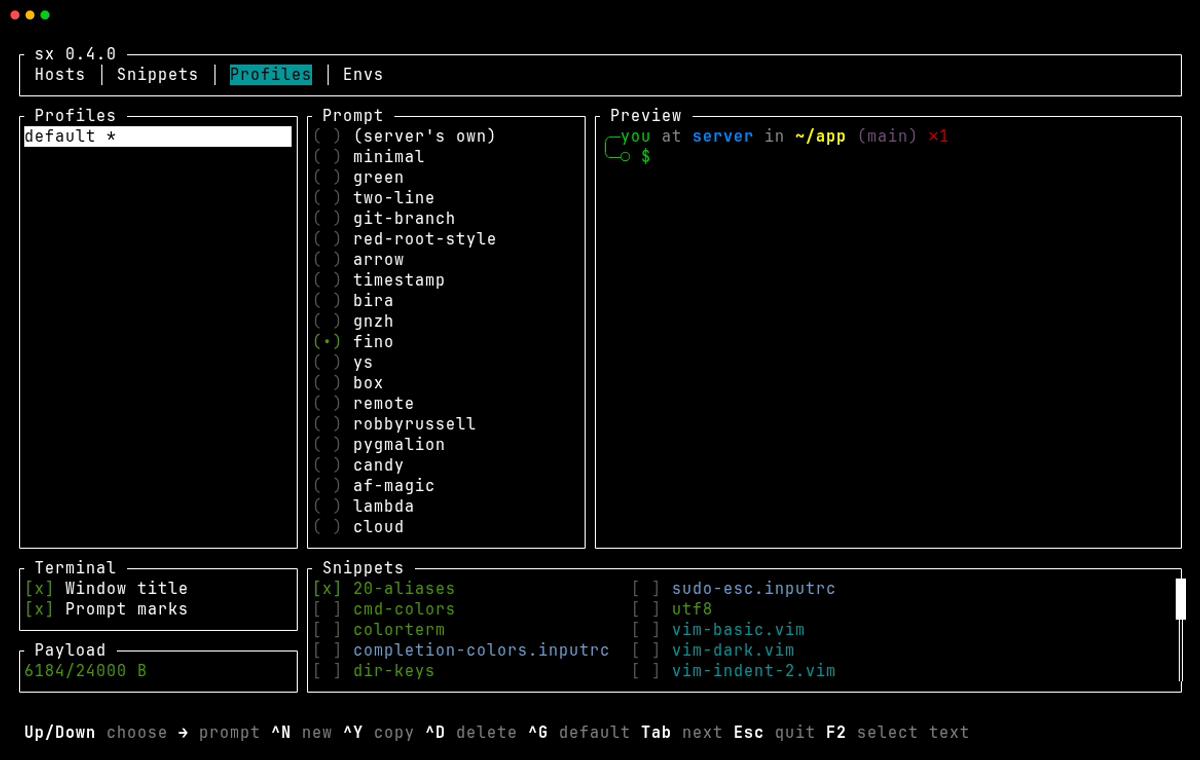 sx 0.4.0
Hosts │ Snippets │ Profiles │ Envs
Profiles
default *
Prompt
( ) (server's own)
( ) minimal
( ) green
( ) two-line
( ) git-branch
( ) red-root-style
( ) arrow
( ) timestamp
( ) bira
( ) gnzh
(•) fino
( ) ys
( ) box
( ) remote
( ) robbyrussell
( ) pygmalion
( ) candy
( ) af-magic
( ) lambda
( ) cloud
Preview
╭─you at server in ~/app (main) ×1
╰─○ $
Terminal
[x] Window title
[x] Prompt marks
Payload
6184/24000 B
Snippets
[x] 20-aliases
[ ] cmd-colors
[ ] colorterm
[ ] completion-colors.inputrc
[ ] dir-keys
[ ] sudo-esc.inputrc
[ ] utf8
[ ] vim-basic.vim
[ ] vim-dark.vim
[ ] vim-indent-2.vim
Up/Down choose → prompt ^N new ^Y copy ^D delete ^G default Tab next Esc quit F2 select text